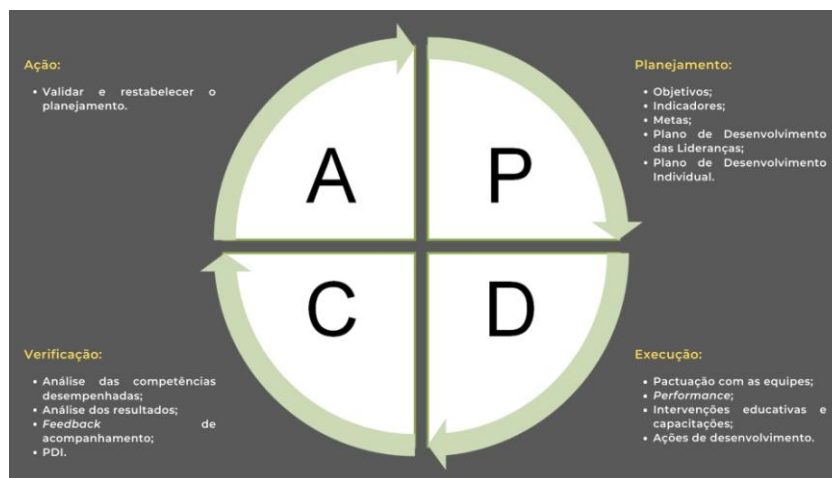 Ação:
• Validar e restabelecer o
planejamento.
A
P
Planejamento:
• Objetivos;
• Indicadores;
• Metas;
• Plano de Desenvolvimento
das Lideranças;
• Plano de Desenvolvimento
Individual.
Verificação:
• Análise das competências
desempenhadas;
• Análise dos resultados;
• Feedback de
acompanhamento;
• PDI.
C
D
Execução:
• Pactuação com as equipes;
• Performance;
• Intervenções educativas e
capacitações;
• Ações de desenvolvimento.